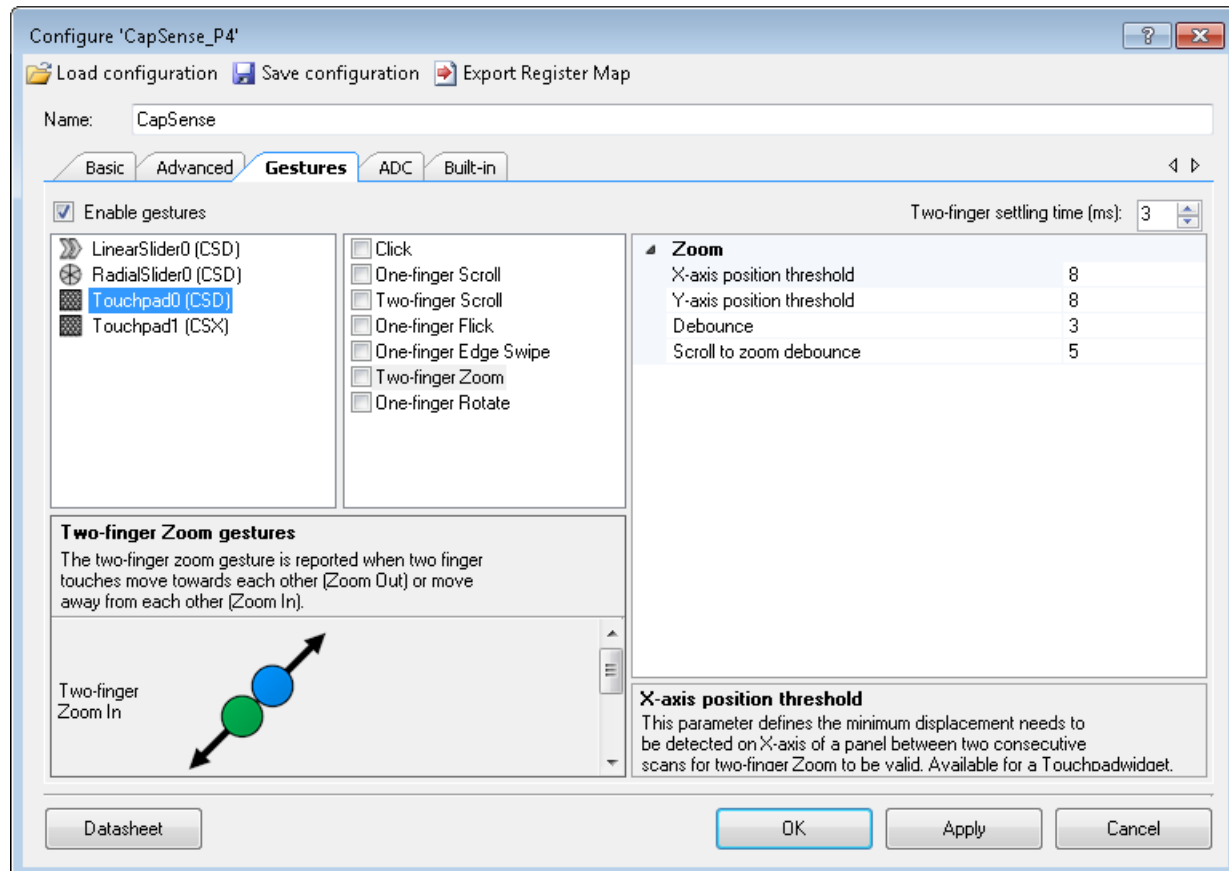 Configure 'CapSense_P4'
Load configuration Save configuration Export Register Map
Name: CapSense
Basic Advanced Gestures ADC Built-in
Enable gestures
Two-finger settling time (ms): 3
LinearSlider0 (CSD)
RadialSlider0 (CSD)
Touchpad0 (CSD)
Touchpad1 (CSX)
Click
One-finger Scroll
Two-finger Scroll
One-finger Flick
One-finger Edge Swipe
Two-finger Zoom
One-finger Rotate
Zoom
X-axis position threshold 8
Y-axis position threshold 8
Debounce 3
Scroll to zoom debounce 5
Two-finger Zoom gestures
The two-finger zoom gesture is reported when two finger
touches move towards each other (Zoom Out) or move
away from each other (Zoom In).
Two-finger
Zoom In
X-axis position threshold
This parameter defines the minimum displacement needs to
be detected on X-axis of a panel between two consecutive
scans for two-finger Zoom to be valid. Available for a Touchpadwidget.
Datasheet OK Apply Cancel